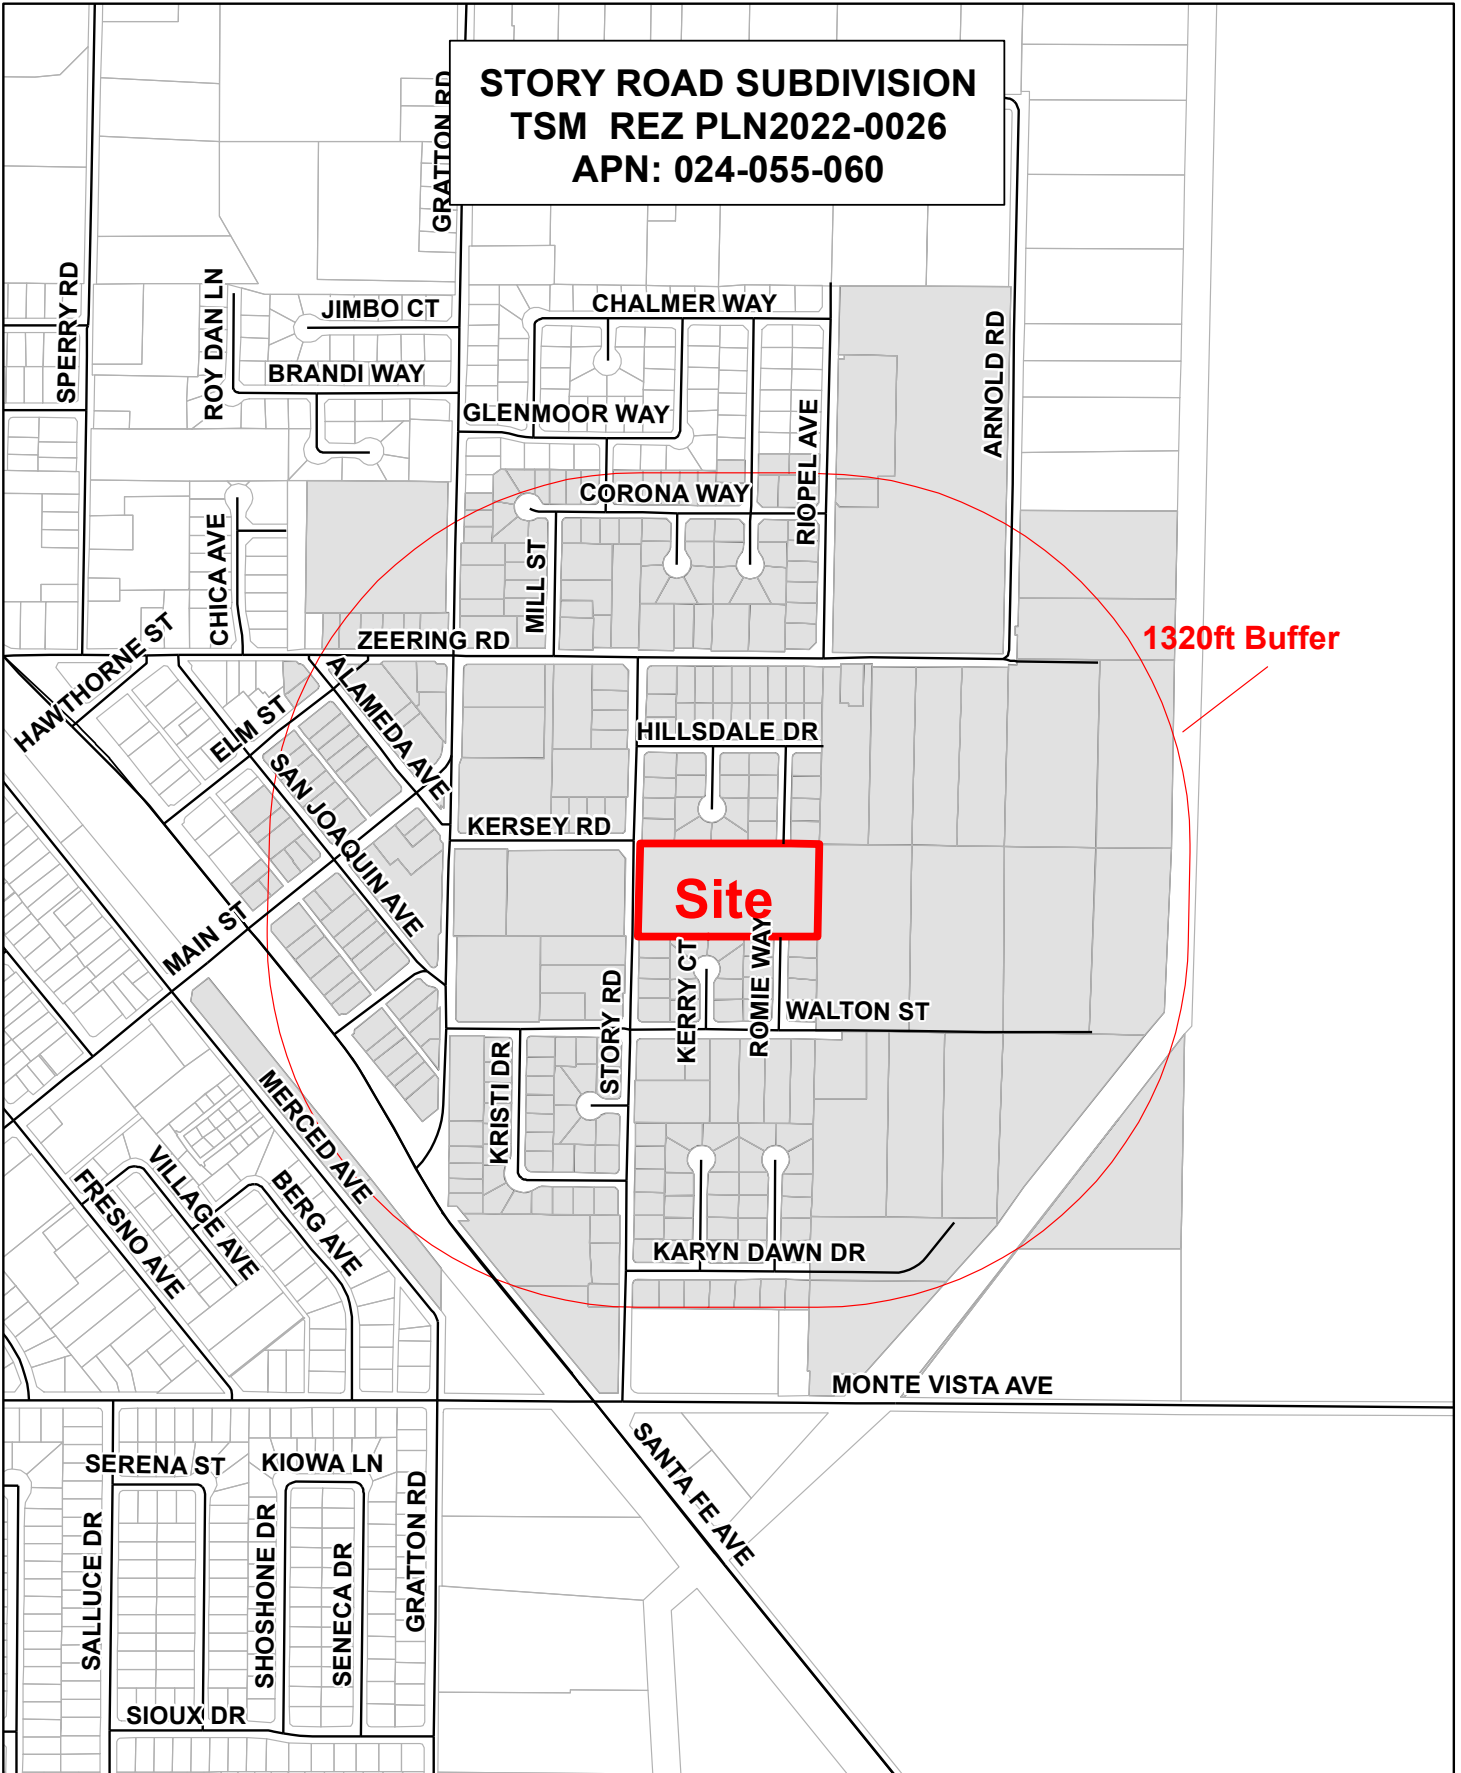 STORY ROAD SUBDIVISION
TSM REZ PLN2022-0026
APN: 024-055-060
GRATTON RD
SPERRY RD
ROY DAN LN
JIMBO CT
CHALMER WAY
ARNOLD RD
BRANDI WAY
GLENMOOR WAY
RIOPEL AVE
CORONA WAY
CHICA AVE
MILL ST
HAWTHORNE ST
ZEERING RD
1320ft Buffer
ALAMEDA AVE
ELM ST
HILLSDALE DR
SAN JOAQUIN AVE
KERSEY RD
Site
MAIN ST
KERRY CT
ROMIE WAY
STORY RD
WALTON ST
KRISTI DR
MERCED AVE
VILLAGE AVE
BERG AVE
FRESNO AVE
KARYN DAWN DR
MONTE VISTA AVE
SERENA ST
KIOWA LN
SANTA FE AVE
SALLUCE DR
SHOSHONE DR
SENECA DR
GRATTON RD
SIOUX DR